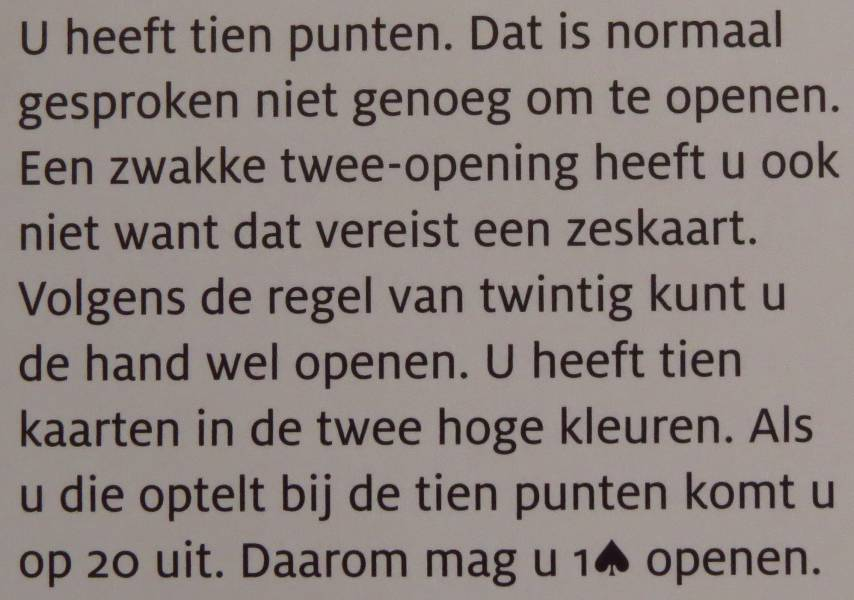 U heeft tien punten. Dat is normaal
gesproken niet genoeg om te openen.
Een zwakke twee-opening heeft u ook
niet want dat vereist een zeskaart.
Volgens de regel van twintig kunt u
de hand wel openen. U heeft tien
kaarten in de twee hoge kleuren. Als
u die optelt bij de tien punten komt u
op 20 uit. Daarom mag u 1♠ openen.